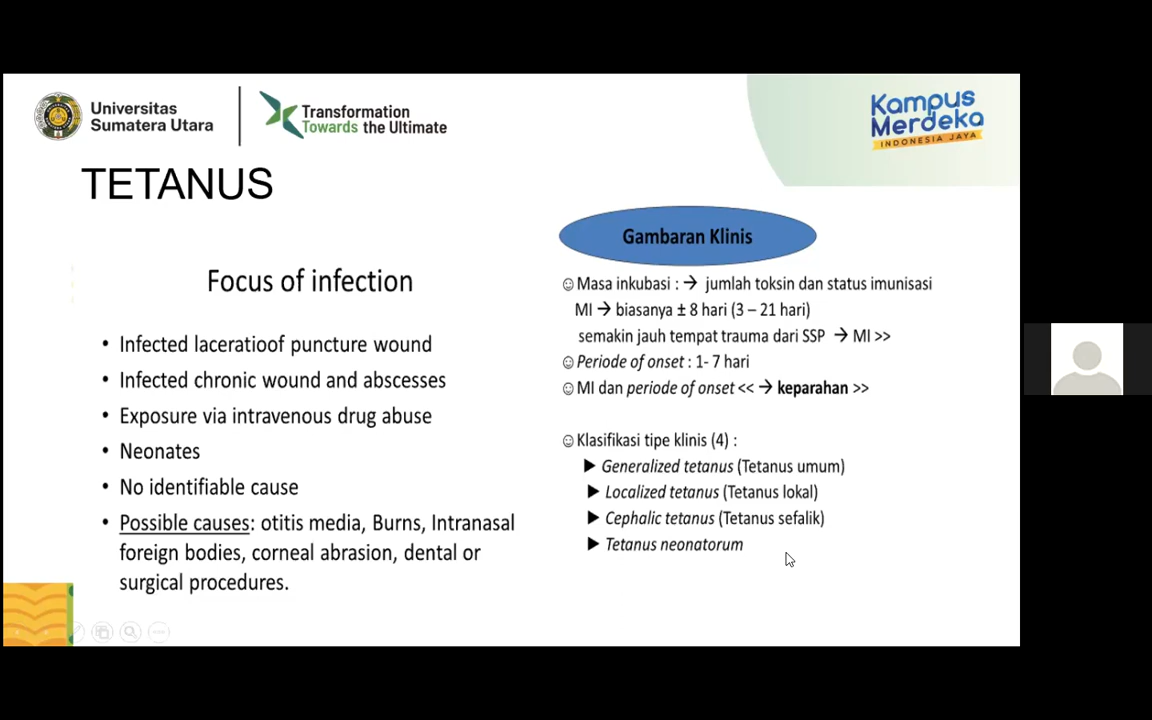 Universitas
Sumatera Utara
Transformation
Towards the Ultimate
Kampus
Merdeka
INDONESIA JAYA
TETANUS
Focus of infection
• Infected laceratioof puncture wound
• Infected chronic wound and abscesses
• Exposure via intravenous drug abuse
• Neonates
• No identifiable cause
• Possible causes: otitis media, Burns, Intranasal
foreign bodies, corneal abrasion, dental or
surgical procedures.
Gambaran Klinis
☺Masa inkubasi : → jumlah toksin dan status imunisasi
MI → biasanya ± 8 hari (3 – 21 hari)
semakin jauh tempat trauma dari SSP → MI >>
☺Periode of onset : 1- 7 hari
☺MI dan periode of onset << → keparahan >>
☺Klasifikasi tipe klinis (4) :
► Generalized tetanus (Tetanus umum)
► Localized tetanus (Tetanus lokal)
► Cephalic tetanus (Tetanus sefalik)
► Tetanus neonatorum